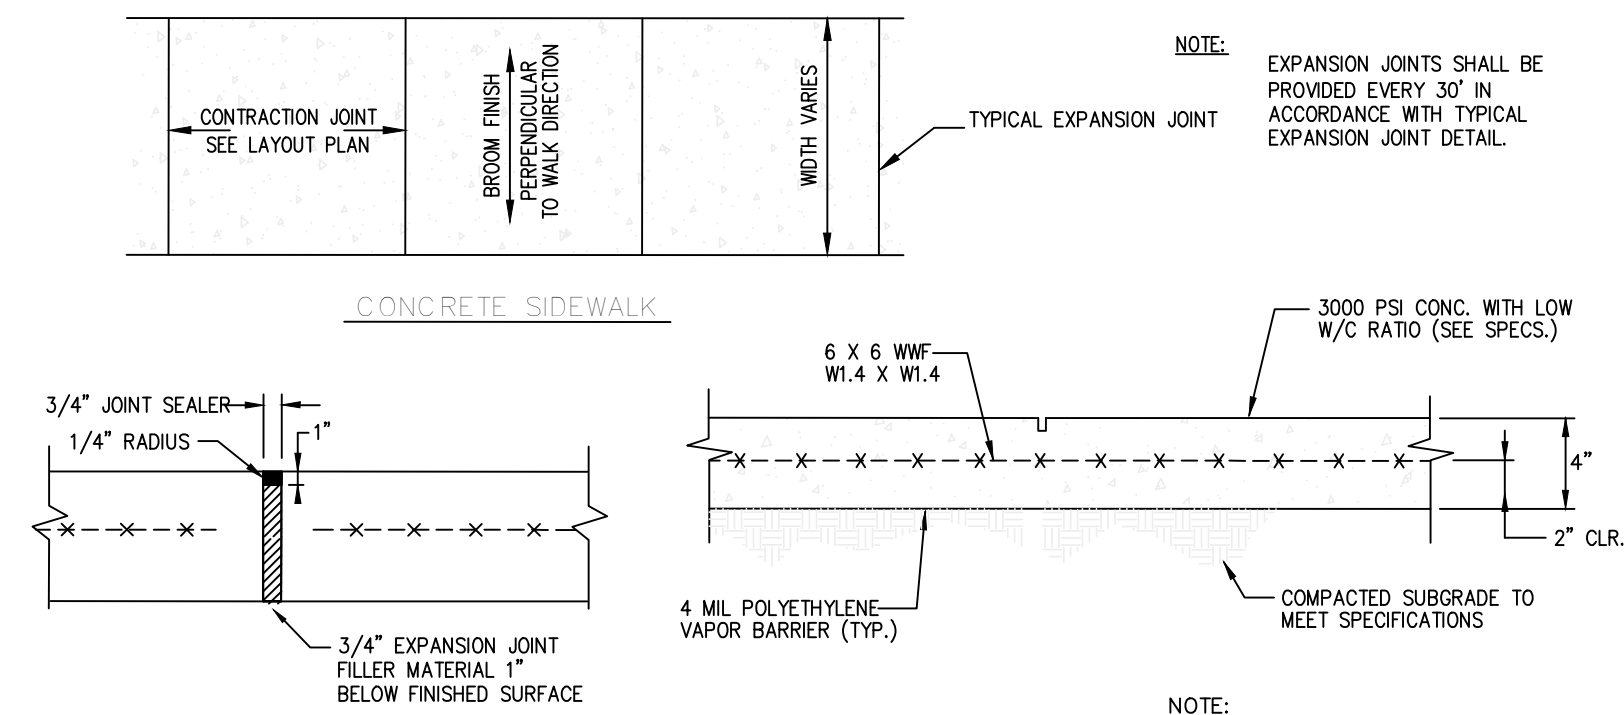 CONTRACTION JOINT
SEE LAYOUT PLAN
BROOM FINISH
PERPENDICULAR
TO WALK DIRECTION
WIDTH VARIES
TYPICAL EXPANSION JOINT
NOTE:
EXPANSION JOINTS SHALL BE
PROVIDED EVERY 30' IN
ACCORDANCE WITH TYPICAL
EXPANSION JOINT DETAIL.
CONCRETE SIDEWALK
3/4" JOINT SEALER
1/4" RADIUS
1"
3/4" EXPANSION JOINT
FILLER MATERIAL 1"
BELOW FINISHED SURFACE
6 X 6 WWF
W1.4 X W1.4
3000 PSI CONC. WITH LOW
W/C RATIO (SEE SPECS.)
4"
2" CLR.
4 MIL POLYETHYLENE
VAPOR BARRIER (TYP.)
COMPACTED SUBGRADE TO
MEET SPECIFICATIONS
NOTE: